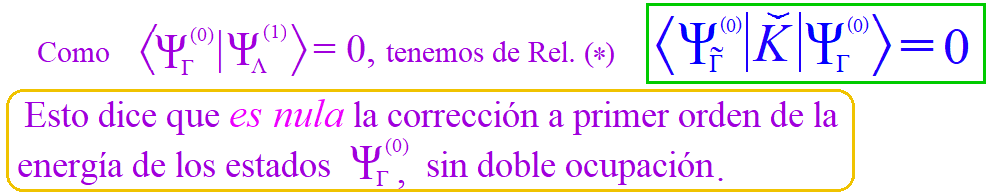 Como ⟨Ψ_Γ^(0)|Ψ_Λ^(1)⟩ = 0, tenemos de Rel. (*) ⟨Ψ_Γ̃^(0)|Ǩ|Ψ_Γ^(0)⟩ = 0
Esto dice que es nula la corrección a primer orden de la
energía de los estados Ψ_Γ^(0), sin doble ocupación.